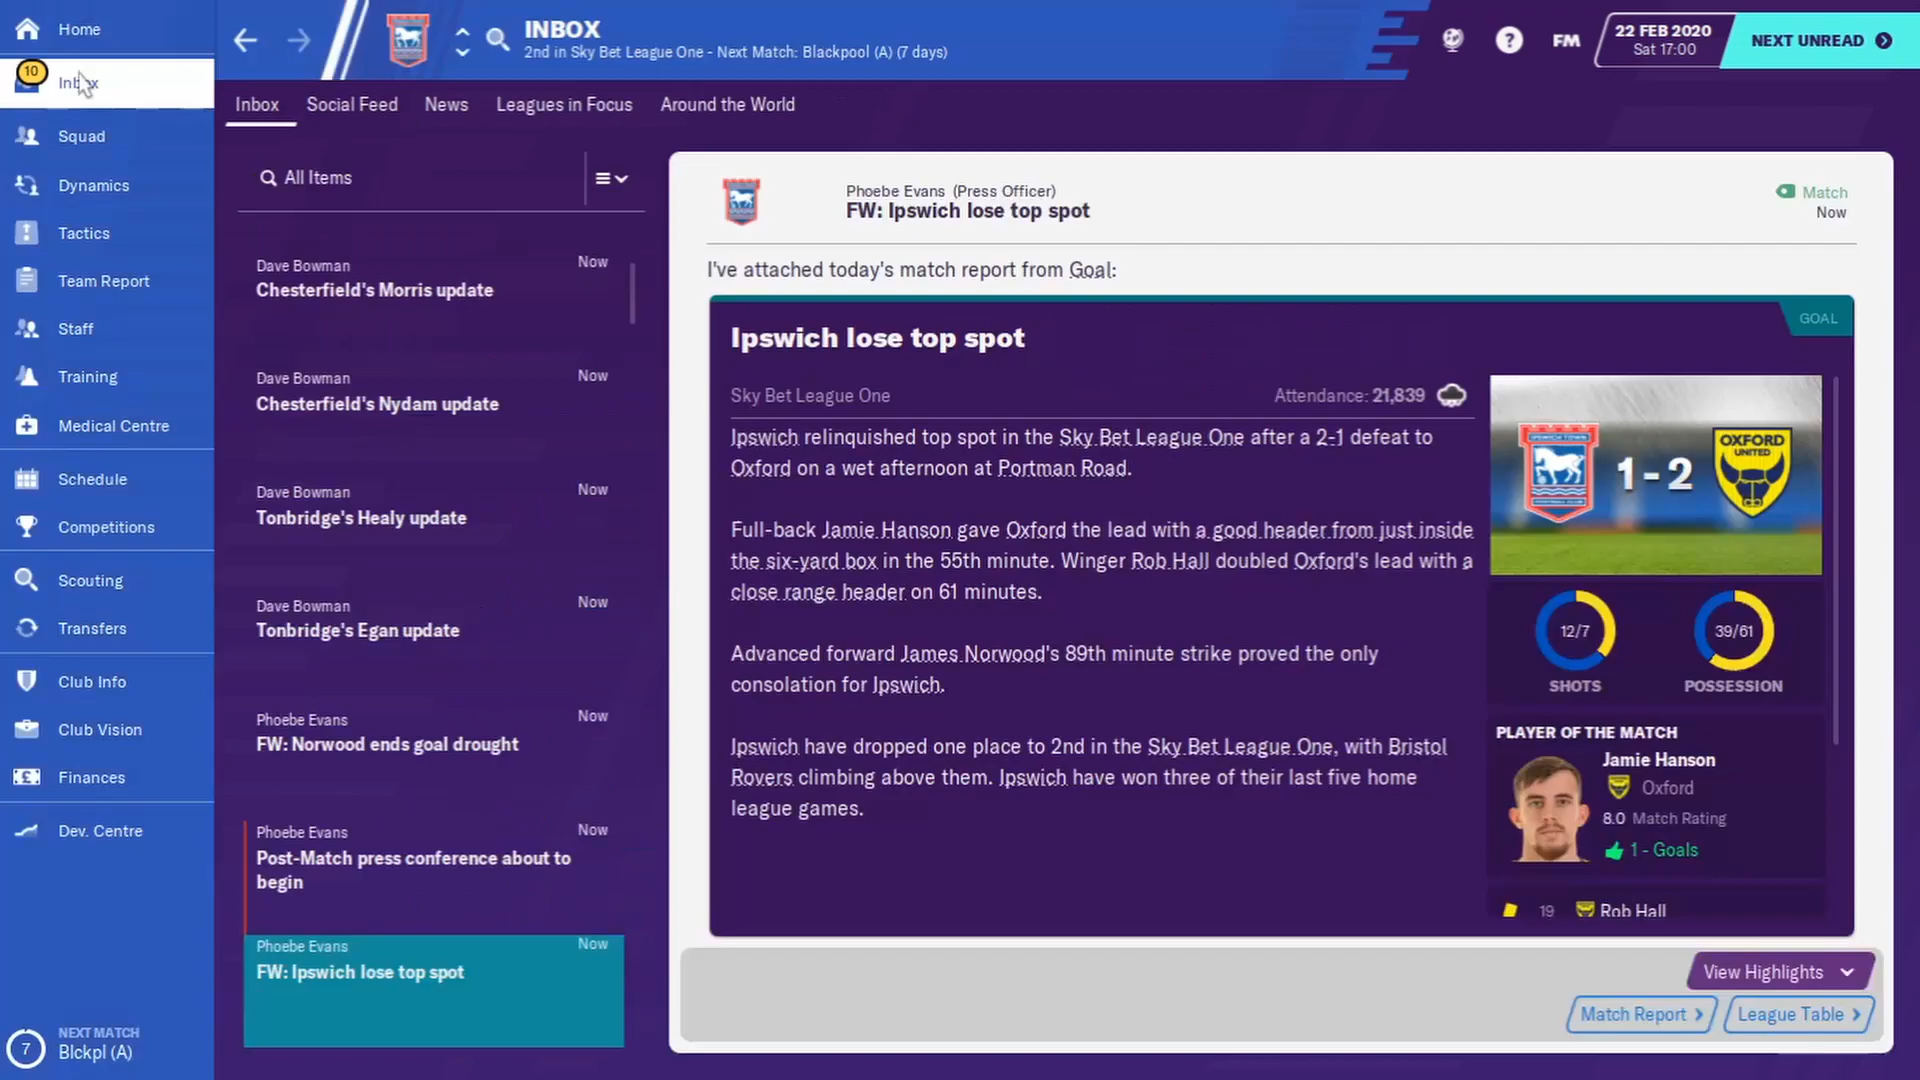 Home
10
Inbox
Squad
Dynamics
Tactics
Team Report
Staff
Training
Medical Centre
Schedule
Competitions
Scouting
Transfers
Club Info
Club Vision
Finances
Dev. Centre
NEXT MATCH
7
Blckpl (A)
INBOX
2nd in Sky Bet League One - Next Match: Blackpool (A) (7 days)
?
FM
22 FEB 2020
Sat 17:00
NEXT UNREAD
Inbox Social Feed News Leagues in Focus Around the World
All Items
Dave Bowman Now
Chesterfield's Morris update
Dave Bowman Now
Chesterfield's Nydam update
Dave Bowman Now
Tonbridge's Healy update
Dave Bowman Now
Tonbridge's Egan update
Phoebe Evans Now
FW: Norwood ends goal drought
Phoebe Evans Now
Post-Match press conference about to
begin
Phoebe Evans Now
FW: Ipswich lose top spot
Phoebe Evans (Press Officer)
FW: Ipswich lose top spot
Match
Now
I've attached today's match report from Goal:
GOAL
Ipswich lose top spot
Sky Bet League One Attendance: 21,839
Ipswich relinquished top spot in the Sky Bet League One after a 2-1 defeat to
Oxford on a wet afternoon at Portman Road.
Full-back Jamie Hanson gave Oxford the lead with a good header from just inside
the six-yard box in the 55th minute. Winger Rob Hall doubled Oxford's lead with a
close range header on 61 minutes.
Advanced forward James Norwood's 89th minute strike proved the only
consolation for Ipswich.
Ipswich have dropped one place to 2nd in the Sky Bet League One, with Bristol
Rovers climbing above them. Ipswich have won three of their last five home
league games.
IPSWICH TOWN
1 - 2
OXFORD
UNITED
12/7
SHOTS
39/61
POSSESSION
PLAYER OF THE MATCH
Jamie Hanson
Oxford
8.0 Match Rating
1 - Goals
19 Rob Hall
View Highlights
Match Report
League Table